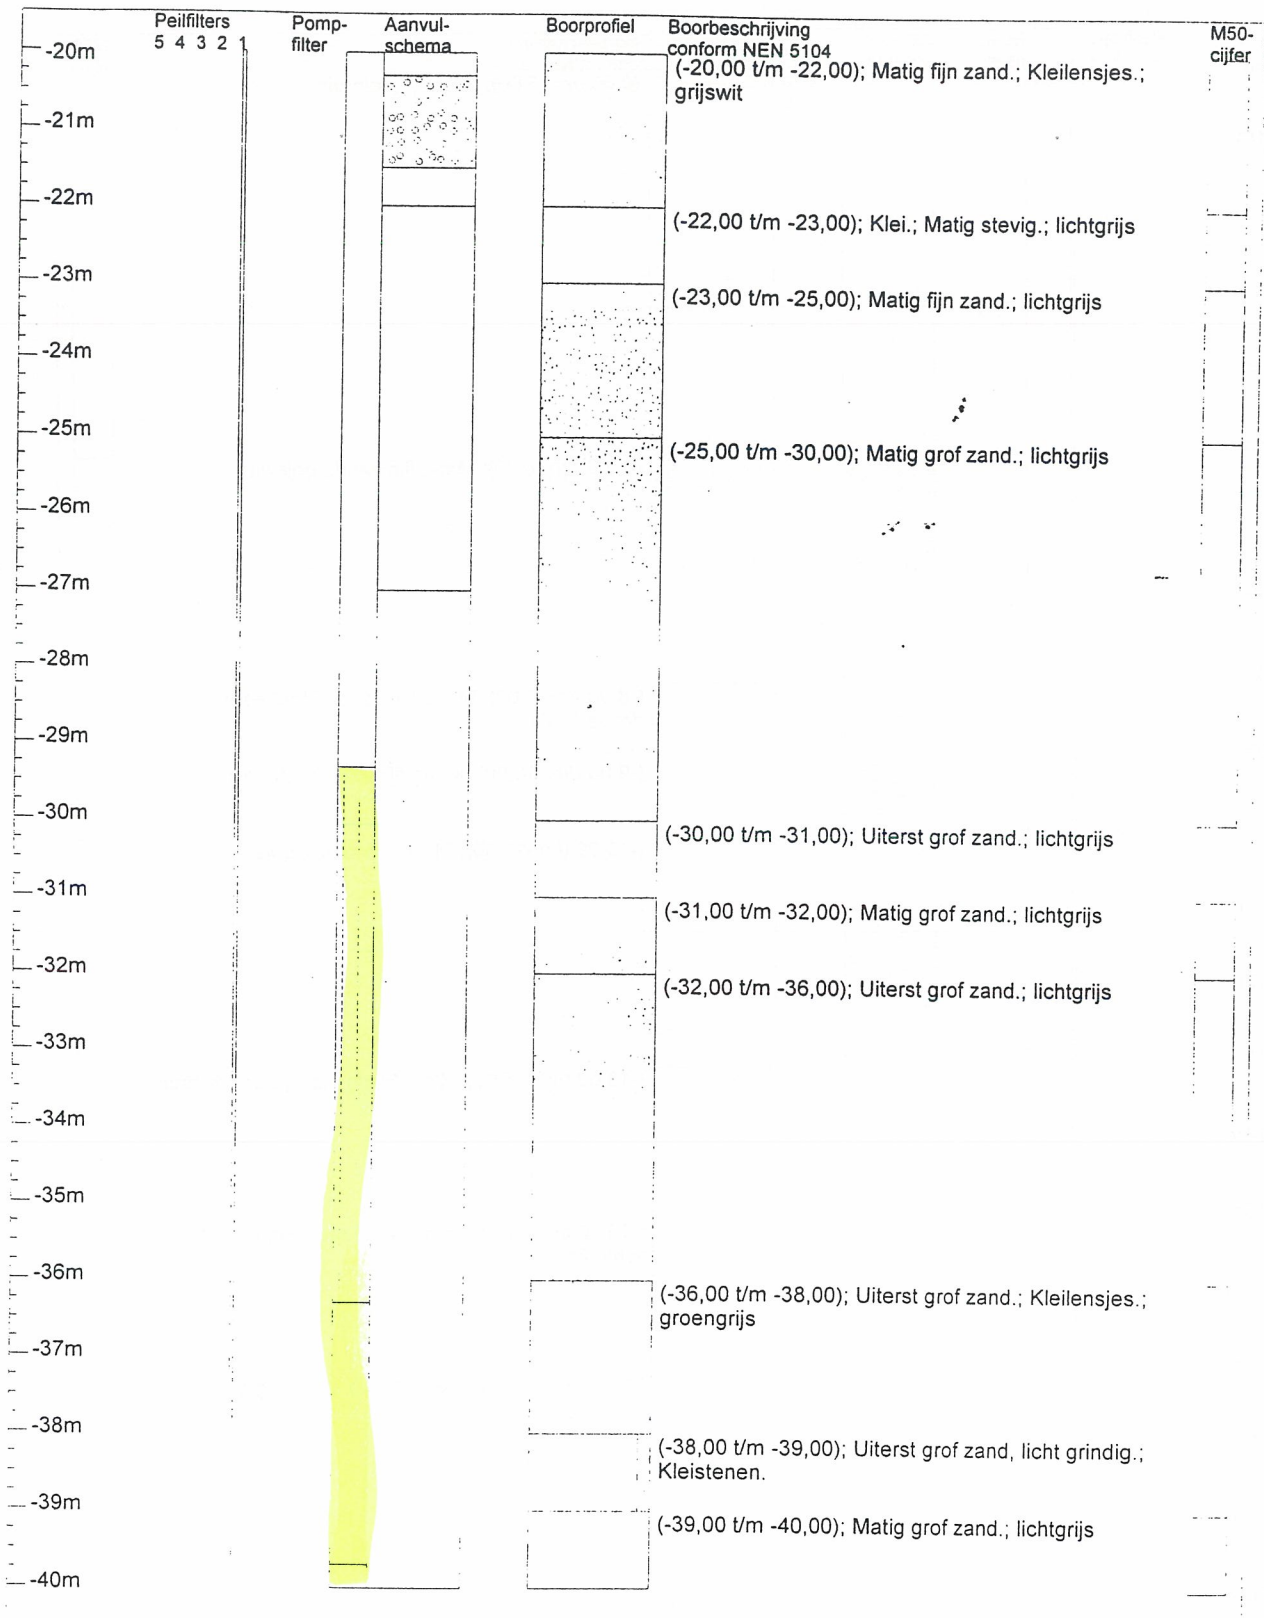 Peilfilters
5 4 3 2 1
Pomp-
filter
Aanvul-
schema
Boorprofiel
Boorbeschrijving
conform NEN 5104
M50-
cijfer
-20m
(-20,00 t/m -22,00); Matig fijn zand.; Kleilensjes.;
grijswit
-21m
-22m
(-22,00 t/m -23,00); Klei.; Matig stevig.; lichtgrijs
-23m
(-23,00 t/m -25,00); Matig fijn zand.; lichtgrijs
-24m
-25m
(-25,00 t/m -30,00); Matig grof zand.; lichtgrijs
-26m
-27m
-28m
-29m
-30m
(-30,00 t/m -31,00); Uiterst grof zand.; lichtgrijs
-31m
(-31,00 t/m -32,00); Matig grof zand.; lichtgrijs
-32m
(-32,00 t/m -36,00); Uiterst grof zand.; lichtgrijs
-33m
-34m
-35m
-36m
(-36,00 t/m -38,00); Uiterst grof zand.; Kleilensjes.;
groengrijs
-37m
-38m
(-38,00 t/m -39,00); Uiterst grof zand, licht grindig.;
Kleistenen.
-39m
(-39,00 t/m -40,00); Matig grof zand.; lichtgrijs
-40m